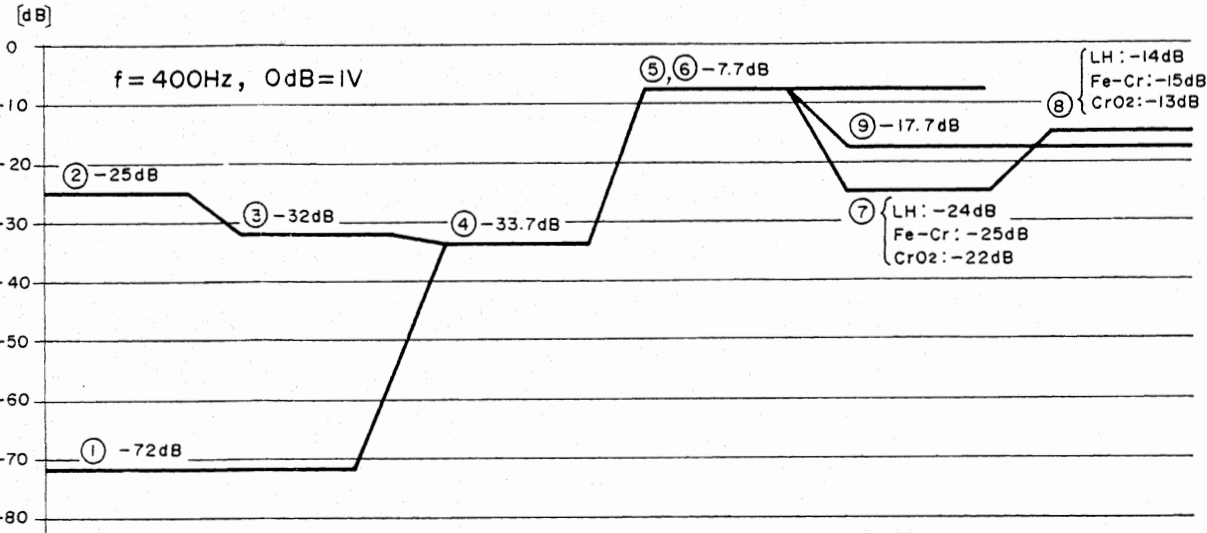 [dB]
0
f=400Hz, 0dB=1V
⑤,⑥-7.7dB
⑧ LH:-14dB
Fe-Cr:-15dB
CrO2:-13dB
-10
⑨-17.7dB
-20
②-25dB
-30
③-32dB
④-33.7dB
⑦ LH:-24dB
Fe-Cr:-25dB
CrO2:-22dB
-40
-50
-60
① -72dB
-70
-80